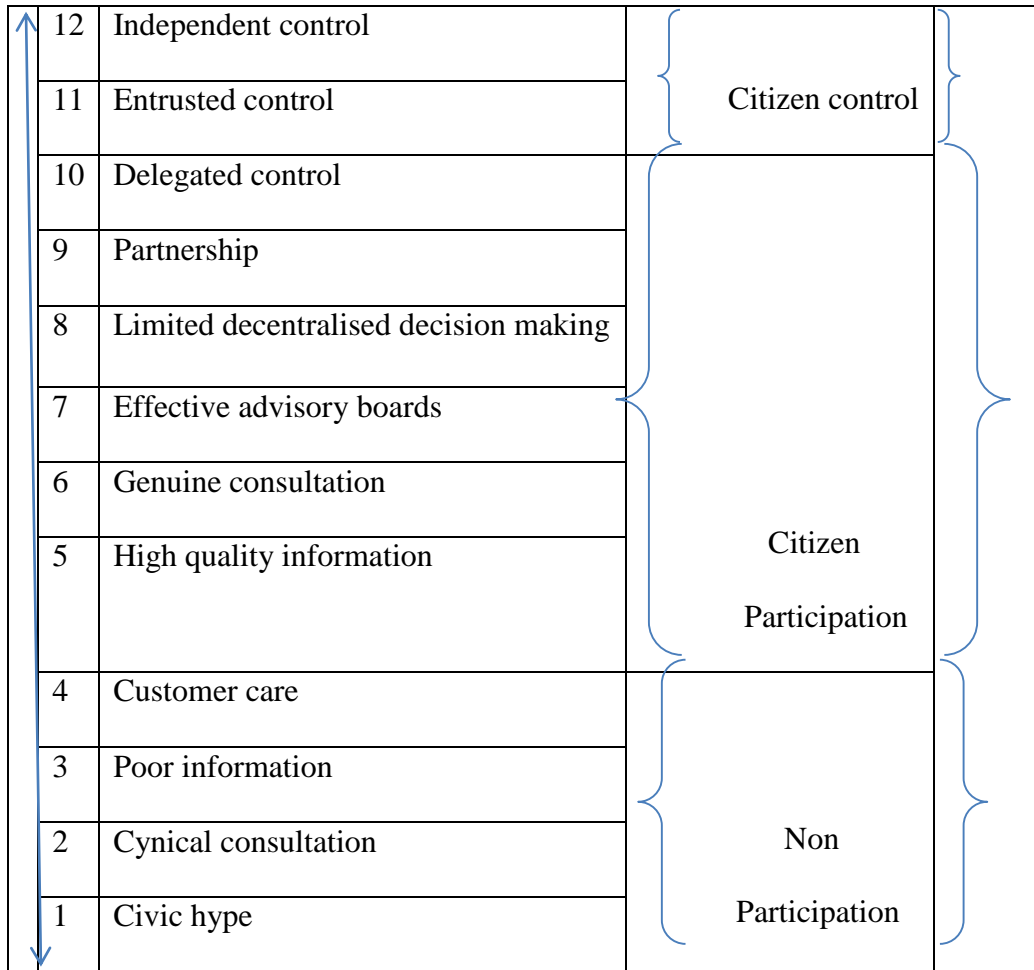 12 Independent control
11 Entrusted control
Citizen control
10 Delegated control
9 Partnership
8 Limited decentralised decision making
7 Effective advisory boards
6 Genuine consultation
5 High quality information
Citizen
Participation
4 Customer care
3 Poor information
2 Cynical consultation
Non
1 Civic hype
Participation